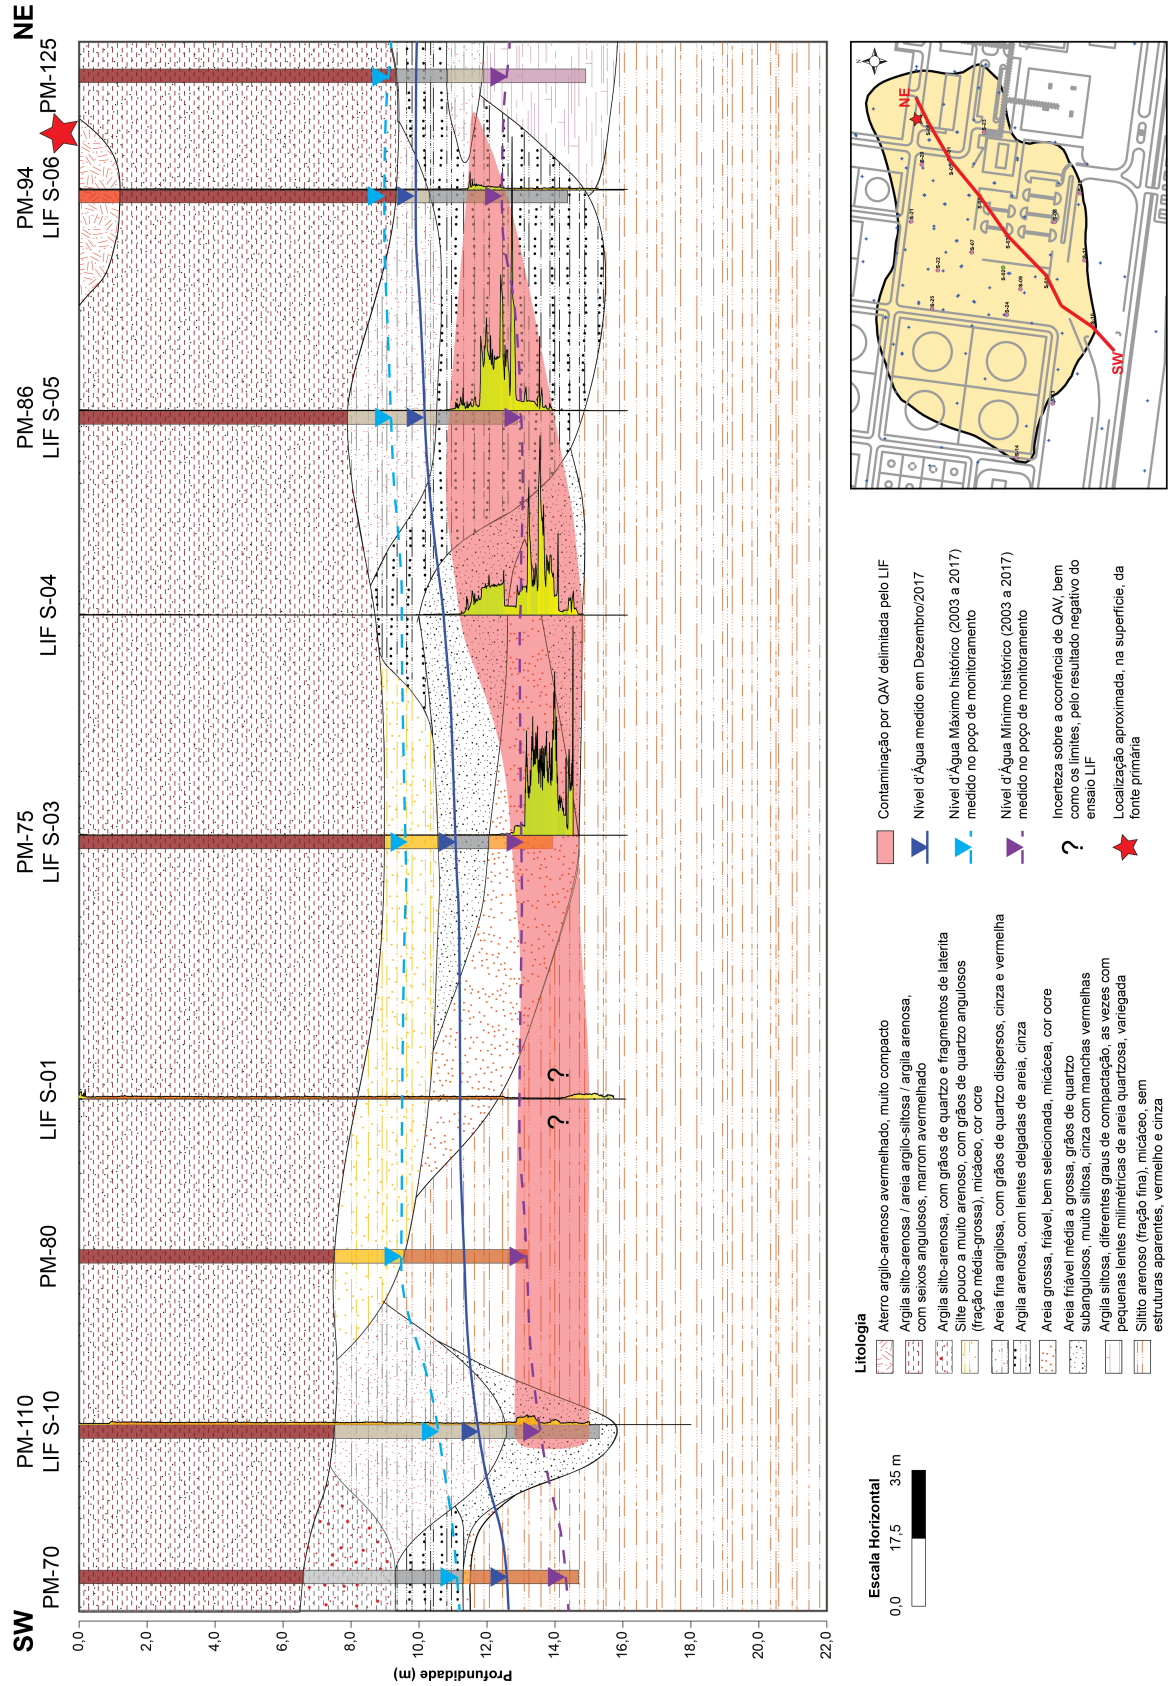 SW
NE
PM-70
PM-110
LIF S-10
PM-80
LIF S-01
PM-75
LIF S-03
LIF S-04
PM-86
LIF S-05
PM-94
LIF S-06
PM-125
Profundidade (m)
0,0
2,0
4,0
6,0
8,0
10,0
12,0
14,0
16,0
18,0
20,0
22,0
?
?
Escala Horizontal
0,0
17,5
35 m
Litologia
Aterro argilo-arenoso avermelhado, muito compacto
Argila silto-arenosa / areia argilo-siltosa / argila arenosa,
com seixos angulosos, marrom avermelhado
Argila silto-arenosa, com grãos de quartzo e fragmentos de laterita
Silte pouco a muito arenoso, com grãos de quartzo angulosos
(fração média-grossa), micáceo, cor ocre
Areia fina argilosa, com grãos de quartzo dispersos, cinza e vermelha
Argila arenosa, com lentes delgadas de areia, cinza
Areia grossa, friável, bem selecionada, micácea, cor ocre
Areia friável média a grossa, grãos de quartzo
subangulosos, muito siltosa, cinza com manchas vermelhas
Argila siltosa, diferentes graus de compactação, as vezes com
pequenas lentes milimétricas de areia quartzosa, variegada
Siltito arenoso (fração fina), micáceo, sem
estruturas aparentes, vermelho e cinza
Contaminação por QAV delimitada pelo LIF
Nível d'Água medido em Dezembro/2017
Nível d'Água Máximo histórico (2003 a 2017)
medido no poço de monitoramento
Nível d'Água Mínimo histórico (2003 a 2017)
medido no poço de monitoramento
?
Incerteza sobre a ocorrência de QAV, bem
como os limites, pelo resultado negativo do
ensaio LIF
Localização aproximada, na superfície, da
fonte primária
NE
SW